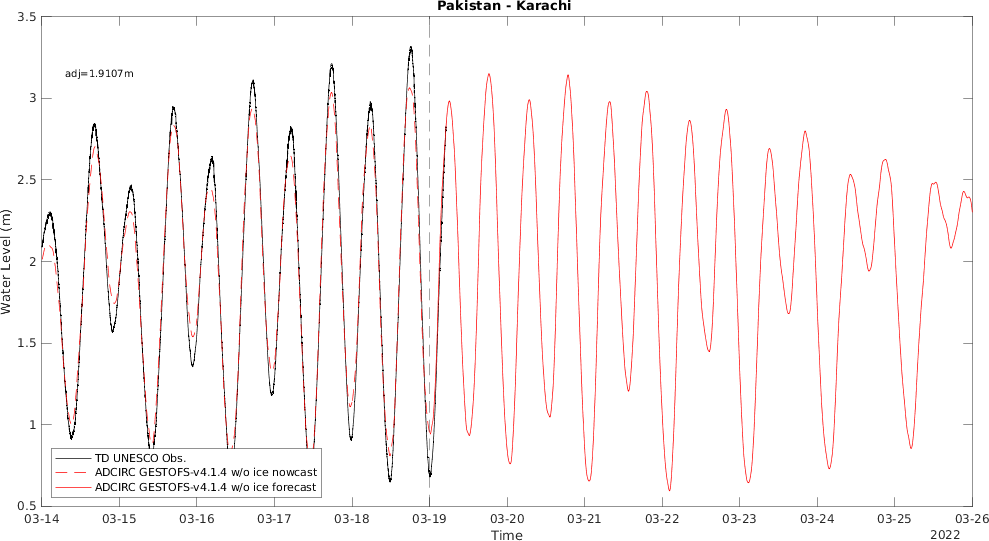 Pakistan - Karachi
adj=1.9107m
3.5
3
2.5
2
1.5
1
0.5
Water Level (m)
TD UNESCO Obs.
ADCIRC GESTOFS-v4.1.4 w/o ice nowcast
ADCIRC GESTOFS-v4.1.4 w/o ice forecast
03-14 03-15 03-16 03-17 03-18 03-19 03-20 03-21 03-22 03-23 03-24 03-25 03-26
Time
2022